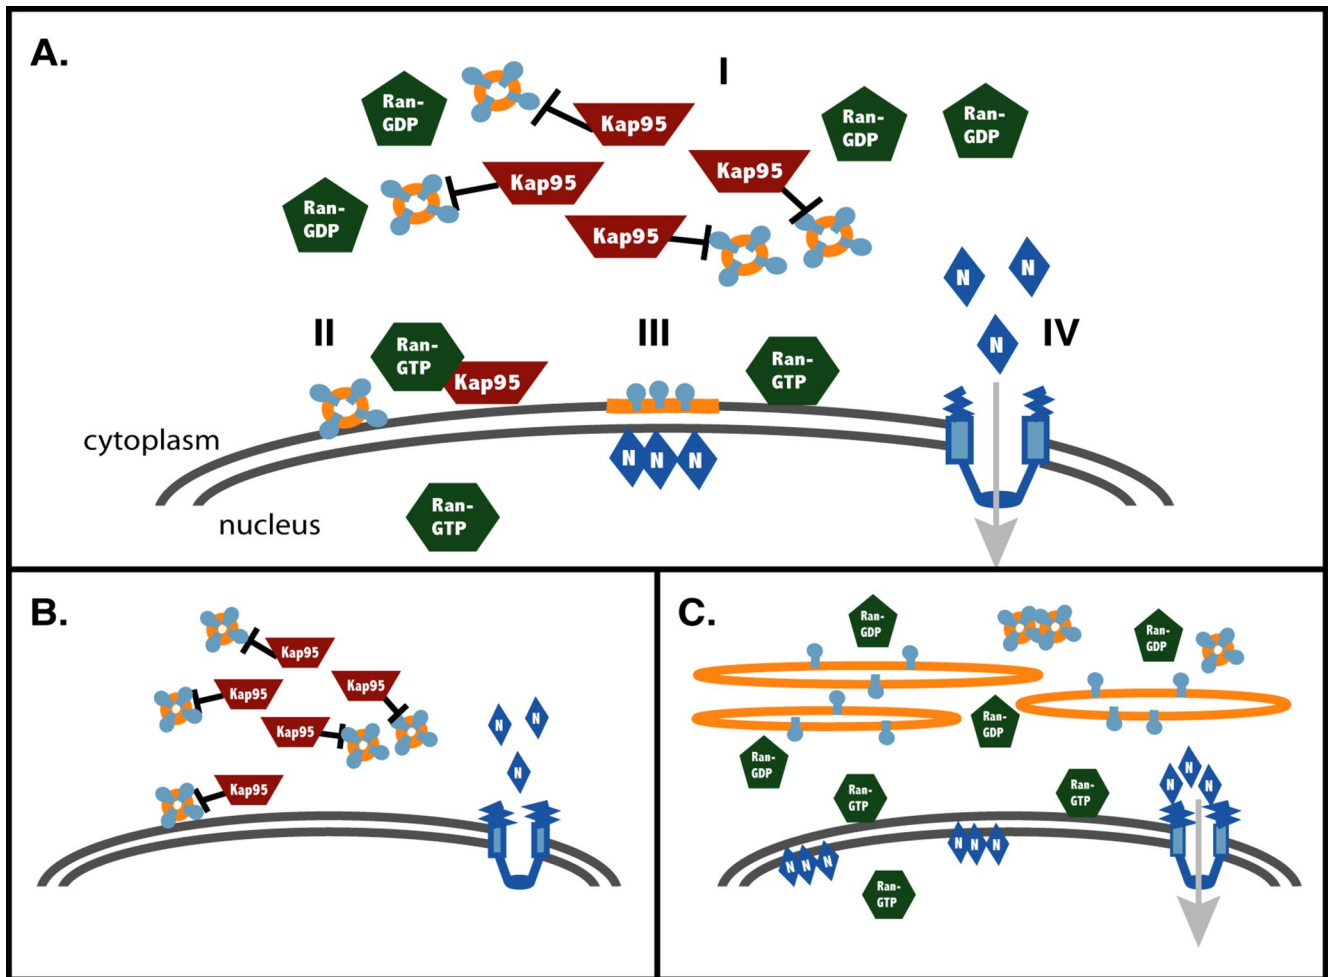 A.
I
Ran-
GDP
Kap95
Ran-
GDP
Ran-
GDP
Kap95
Kap95
Ran-
GDP
Kap95
N
N
II
Ran-
GTP
Kap95
III
Ran-
GTP
N
IV
cytoplasm
N
N
N
nucleus
Ran-
GTP
B.
Kap95
Kap95
Kap95
Kap95
N
N
N
Kap95
C.
Ran-
GDP
Ran-
GDP
Ran-
GDP
Ran-
GDP
Ran-
GTP
Ran-
GTP
N
N
N
N
N
N
N
N
N
Ran-
GTP